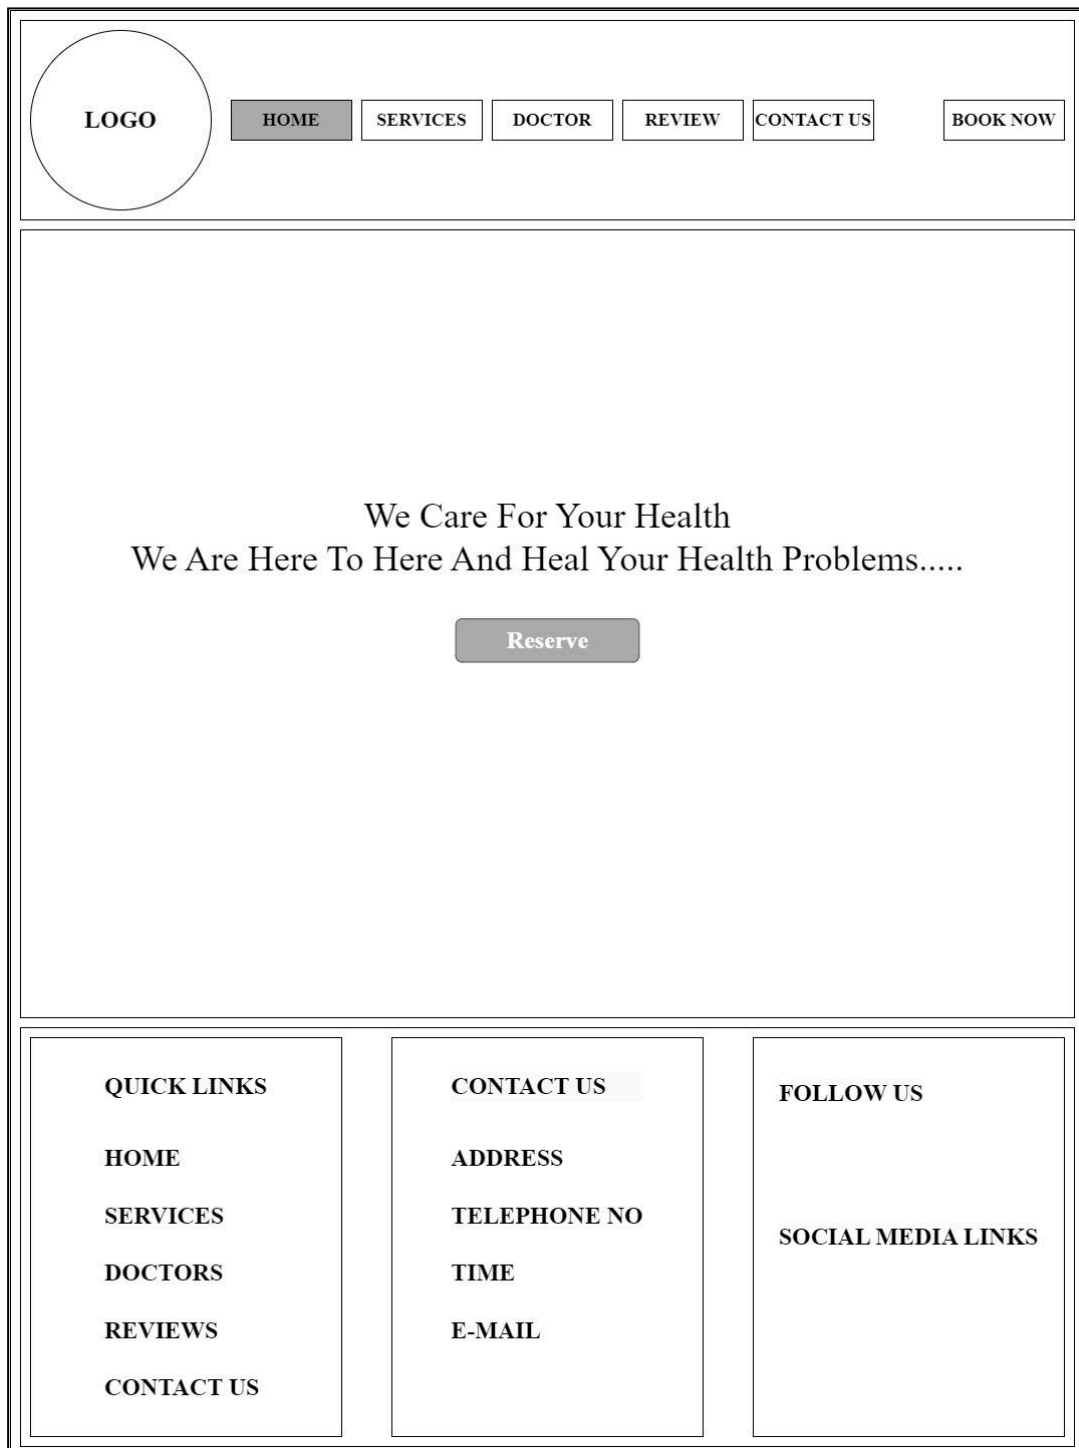 LOGO
HOME
SERVICES
DOCTOR
REVIEW
CONTACT US
BOOK NOW
We Care For Your Health
We Are Here To Here And Heal Your Health Problems.....
Reserve
QUICK LINKS
HOME
SERVICES
DOCTORS
REVIEWS
CONTACT US
CONTACT US
ADDRESS
TELEPHONE NO
TIME
E-MAIL
FOLLOW US
SOCIAL MEDIA LINKS